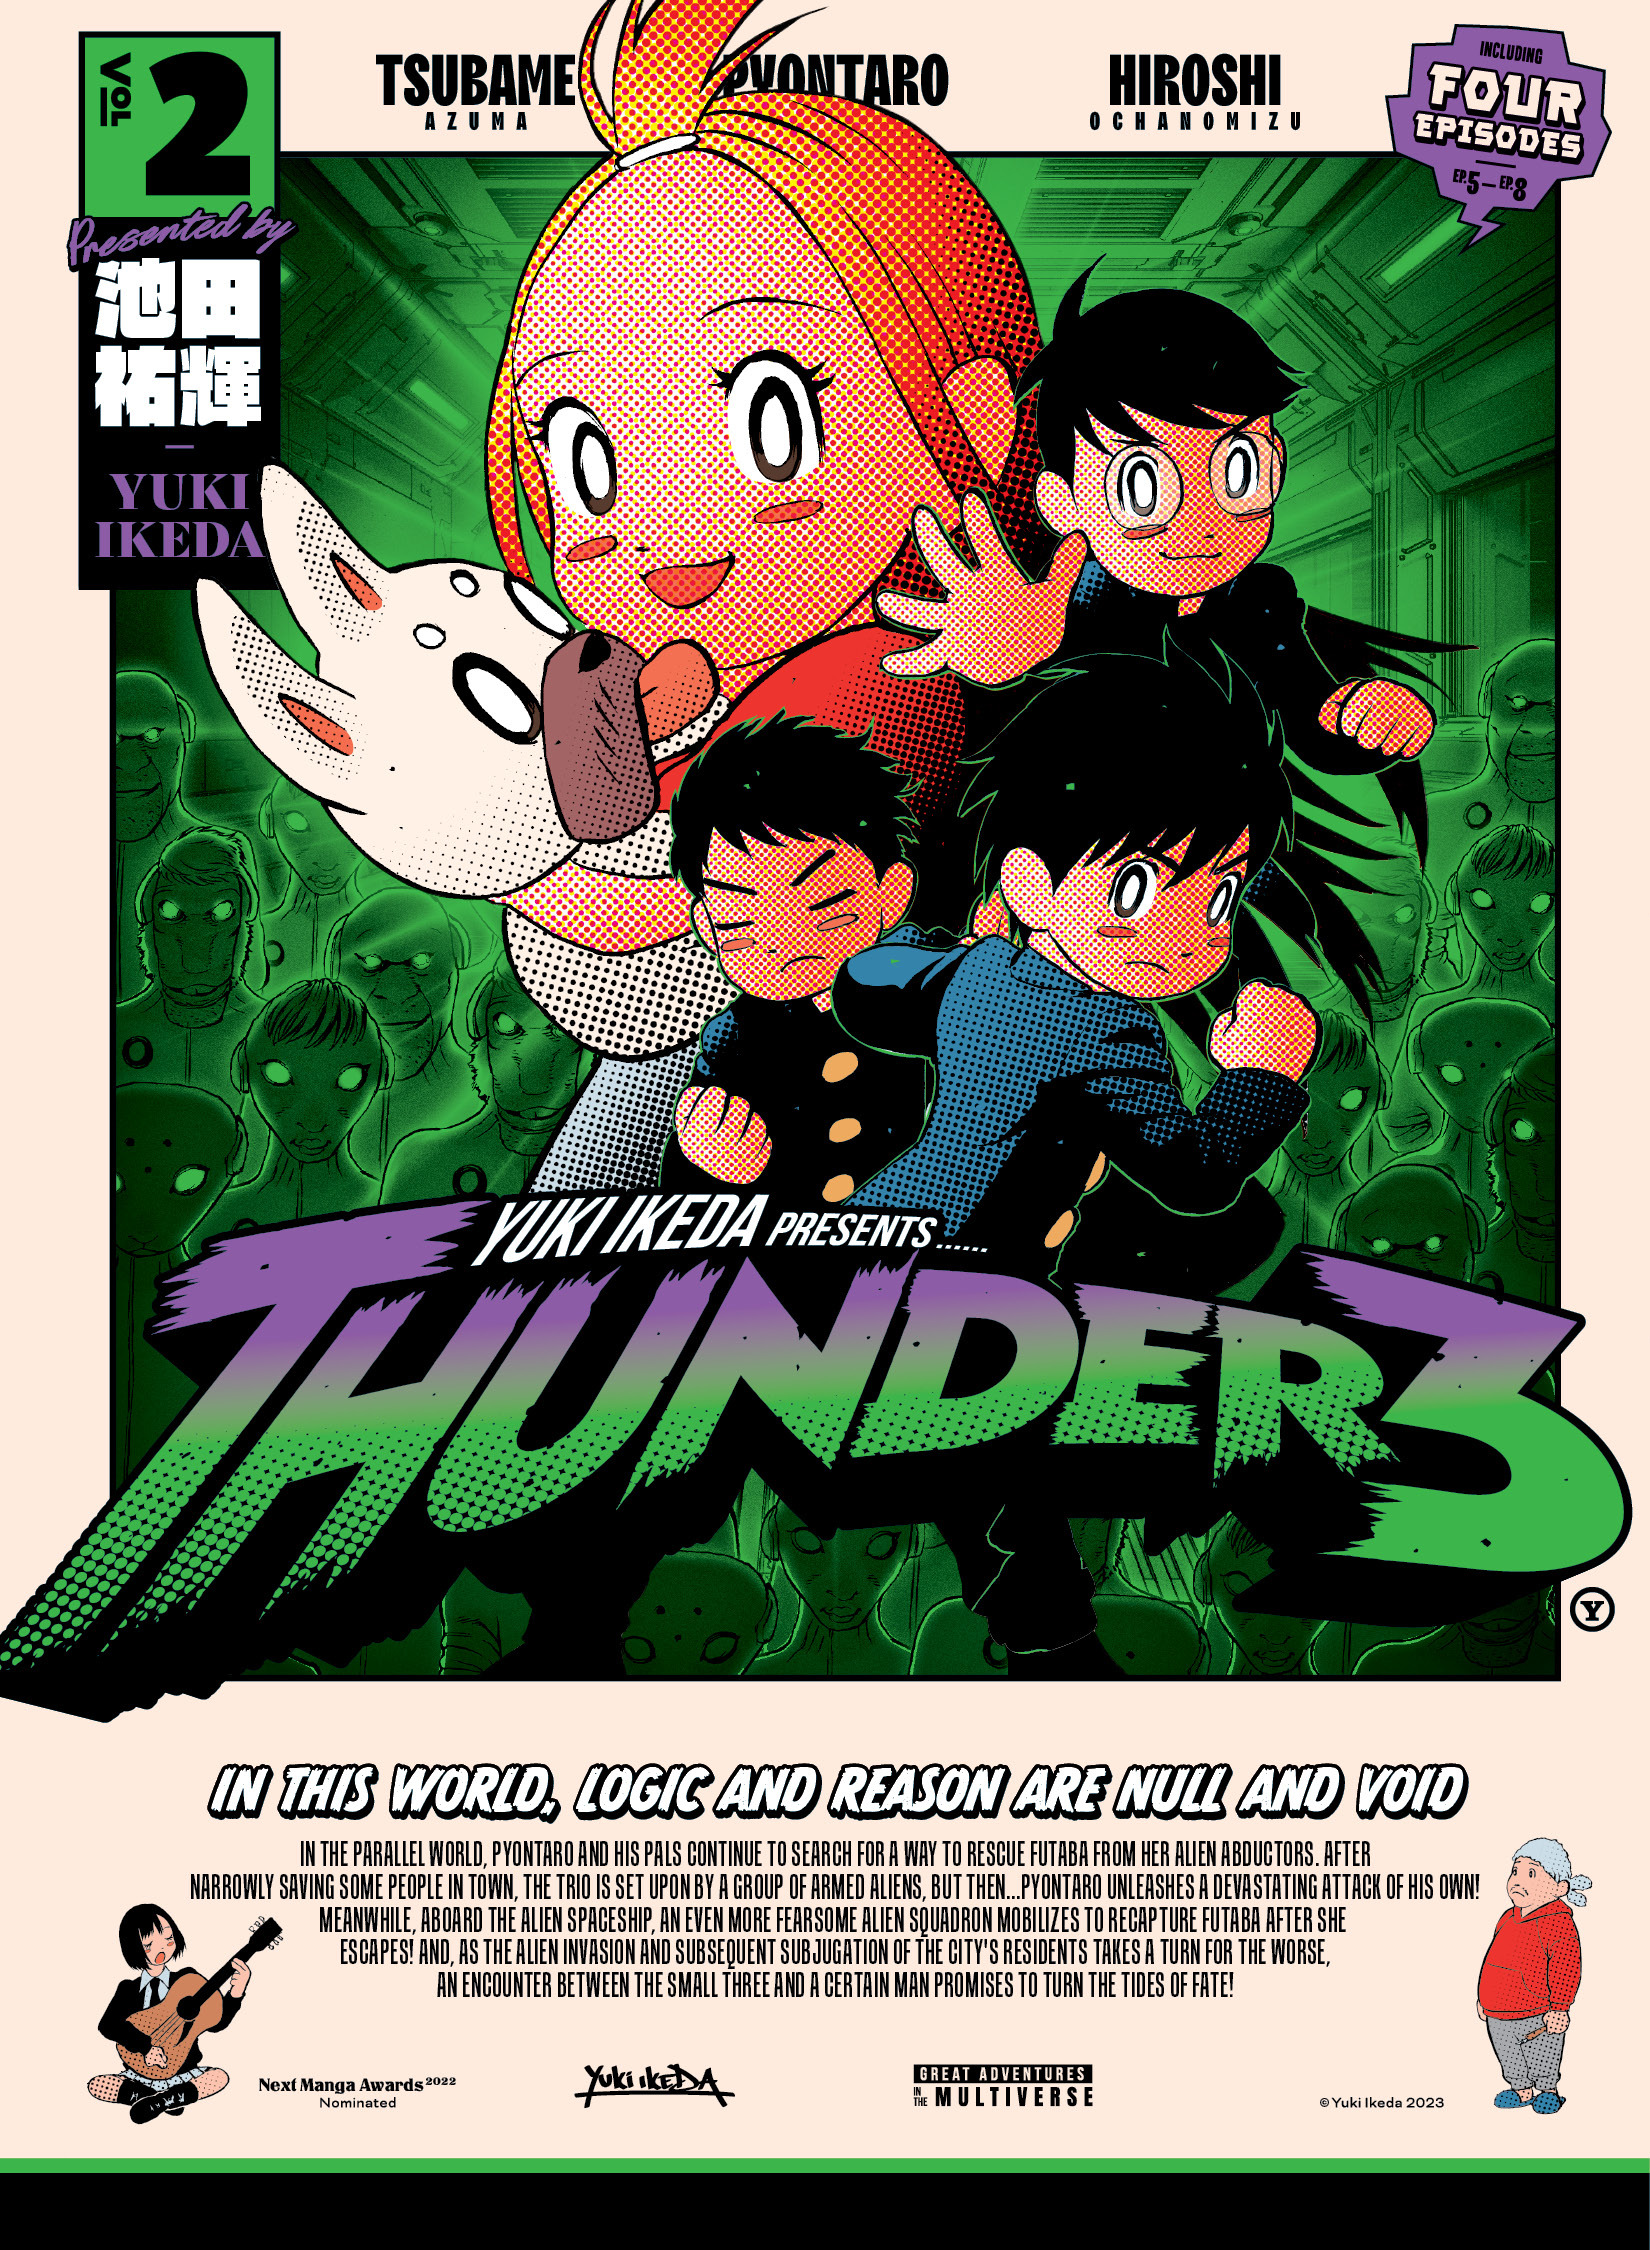 VOL 2
TSUBAME
AZUMA
PYONTARO
HIROSHI
OCHANOMIZU
INCLUDING
FOUR
EPISODES
EP.5—EP.8
Presented by
池田
祐輝
YUKI
IKEDA
YUKI IKEDA PRESENTS......
THUNDER 3
Y
IN THIS WORLD, LOGIC AND REASON ARE NULL AND VOID
IN THE PARALLEL WORLD, PYONTARO AND HIS PALS CONTINUE TO SEARCH FOR A WAY TO RESCUE FUTABA FROM HER ALIEN ABDUCTORS. AFTER
NARROWLY SAVING SOME PEOPLE IN TOWN, THE TRIO IS SET UPON BY A GROUP OF ARMED ALIENS, BUT THEN...PYONTARO UNLEASHES A DEVASTATING ATTACK OF HIS OWN!
MEANWHILE, ABOARD THE ALIEN SPACESHIP, AN EVEN MORE FEARSOME ALIEN SQUADRON MOBILIZES TO RECAPTURE FUTABA AFTER SHE
ESCAPES! AND, AS THE ALIEN INVASION AND SUBSEQUENT SUBJUGATION OF THE CITY'S RESIDENTS TAKES A TURN FOR THE WORSE,
AN ENCOUNTER BETWEEN THE SMALL THREE AND A CERTAIN MAN PROMISES TO TURN THE TIDES OF FATE!
Next Manga Awards 2022
Nominated
Yuki IKEDA
GREAT ADVENTURES
IN THE MULTIVERSE
©Yuki Ikeda 2023